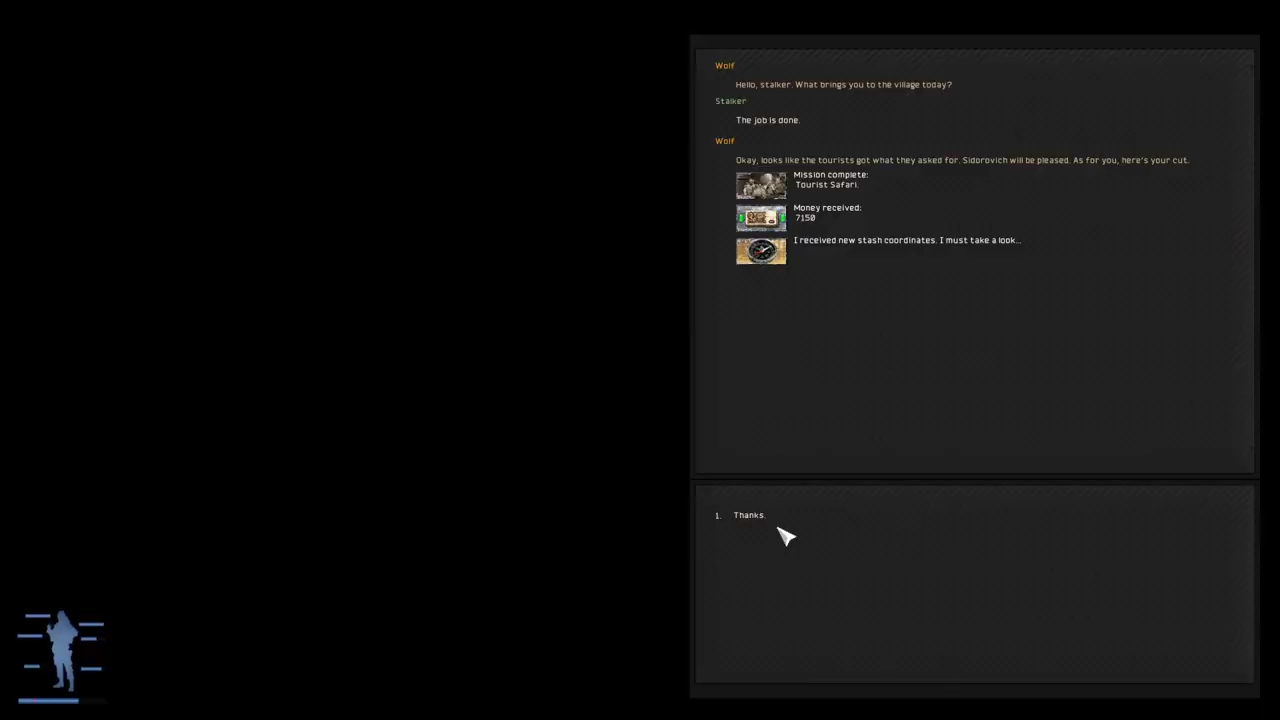 Wolf
Hello, stalker. What brings you to the village today?
Stalker
The job is done.
Wolf
Okay, looks like the tourists got what they asked for. Sidorovich will be pleased. As for you, here's your cut.
Mission complete:
Tourist Safari.
Money received:
7150
I received new stash coordinates. I must take a look...
1. Thanks.